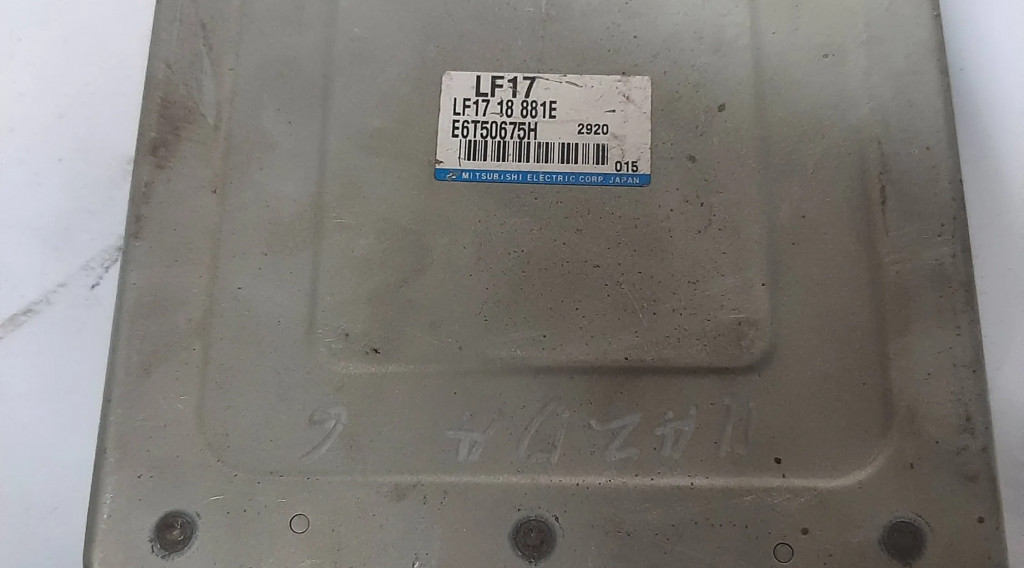 LF17
LF17 18 881E
E6T50675H 2920
015
MITSUBISHI ELECTRIC CORP. JAPAN
MAZDA 6